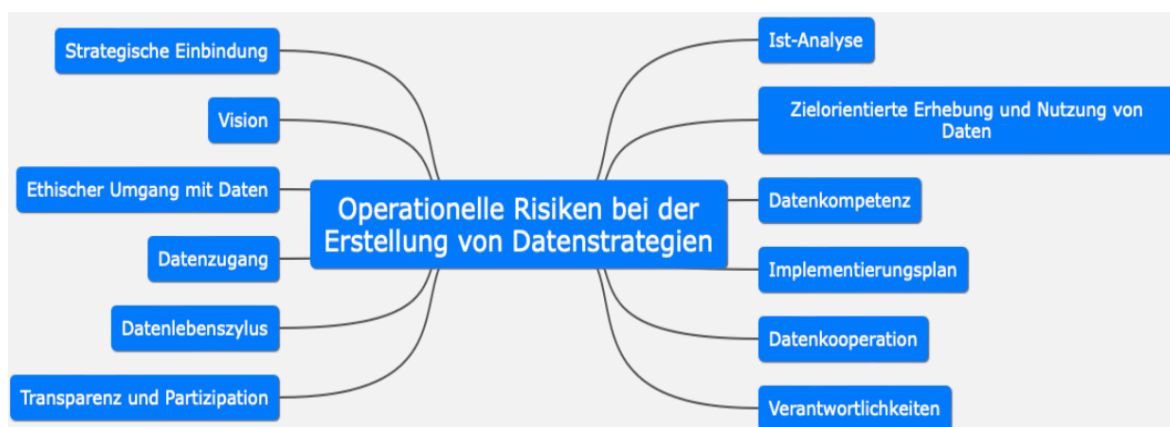 Strategische Einbindung
Vision
Ethischer Umgang mit Daten
Datenzugang
Datenlebenszylus
Transparenz und Partizipation
Operationelle Risiken bei der
Erstellung von Datenstrategien
Ist-Analyse
Zielorientierte Erhebung und Nutzung von
Daten
Datenkompetenz
Implementierungsplan
Datenkooperation
Verantwortlichkeiten